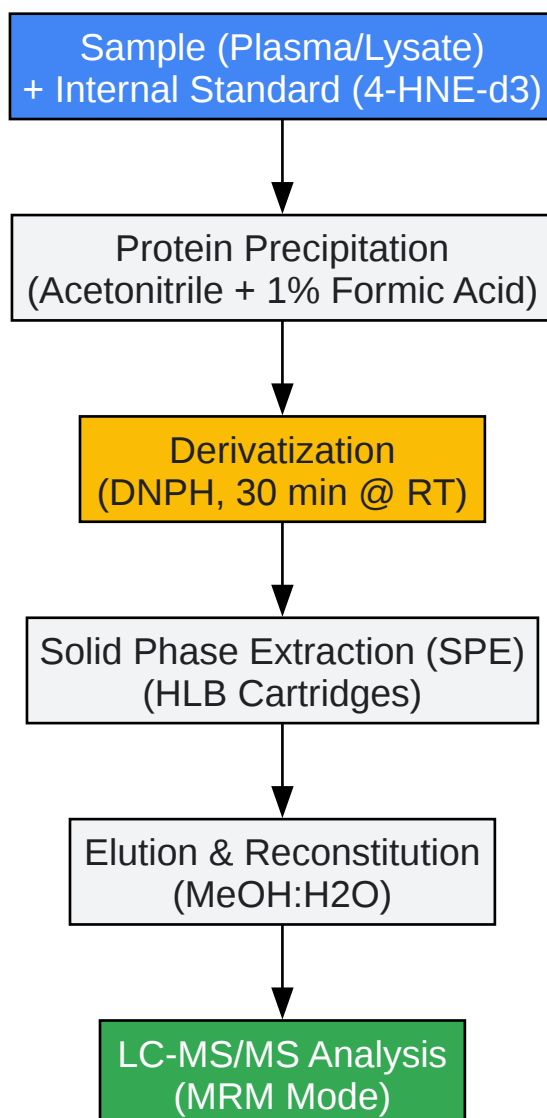 Sample (Plasma/Lysate)
+ Internal Standard (4-HNE-d3)
Protein Precipitation
(Acetonitrile + 1% Formic Acid)
Derivatization
(DNPH, 30 min @ RT)
Solid Phase Extraction (SPE)
(HLB Cartridges)
Elution & Reconstitution
(MeOH:H2O)
LC-MS/MS Analysis
(MRM Mode)